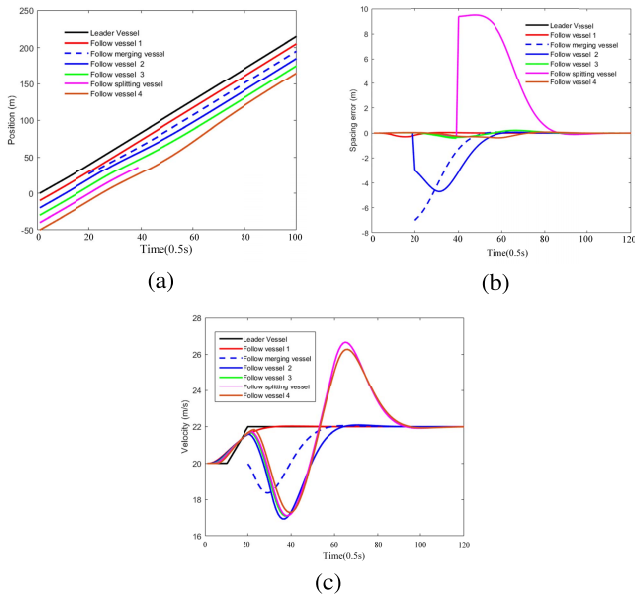 250
200
150
100
50
0
-50
Position (m)
Leader Vessel
Follow vessel 1
Follow merging vessel
Follow vessel 2
Follow vessel 3
Follow splitting vessel
Follow vessel 4
0 20 40 60 80 100
Time(0.5s)
(a)
10
8
6
4
2
0
-2
-4
-6
-8
Spacing error (m)
Leader Vessel
Follow vessel 1
Follow merging vessel
Follow vessel 2
Follow vessel 3
Follow spitting vessel
Follow vessel 4
0 20 40 60 80 100 120
Time(0.5s)
(b)
28
26
24
22
20
18
16
Velocity (m/s)
Leader Vessel
Follow vessel 1
Follow merging vessel
Follow vessel 2
Follow vessel 3
Follow splitting vessel
Follow vessel 4
0 20 40 60 80 100 120
Time(0.5s)
(c)